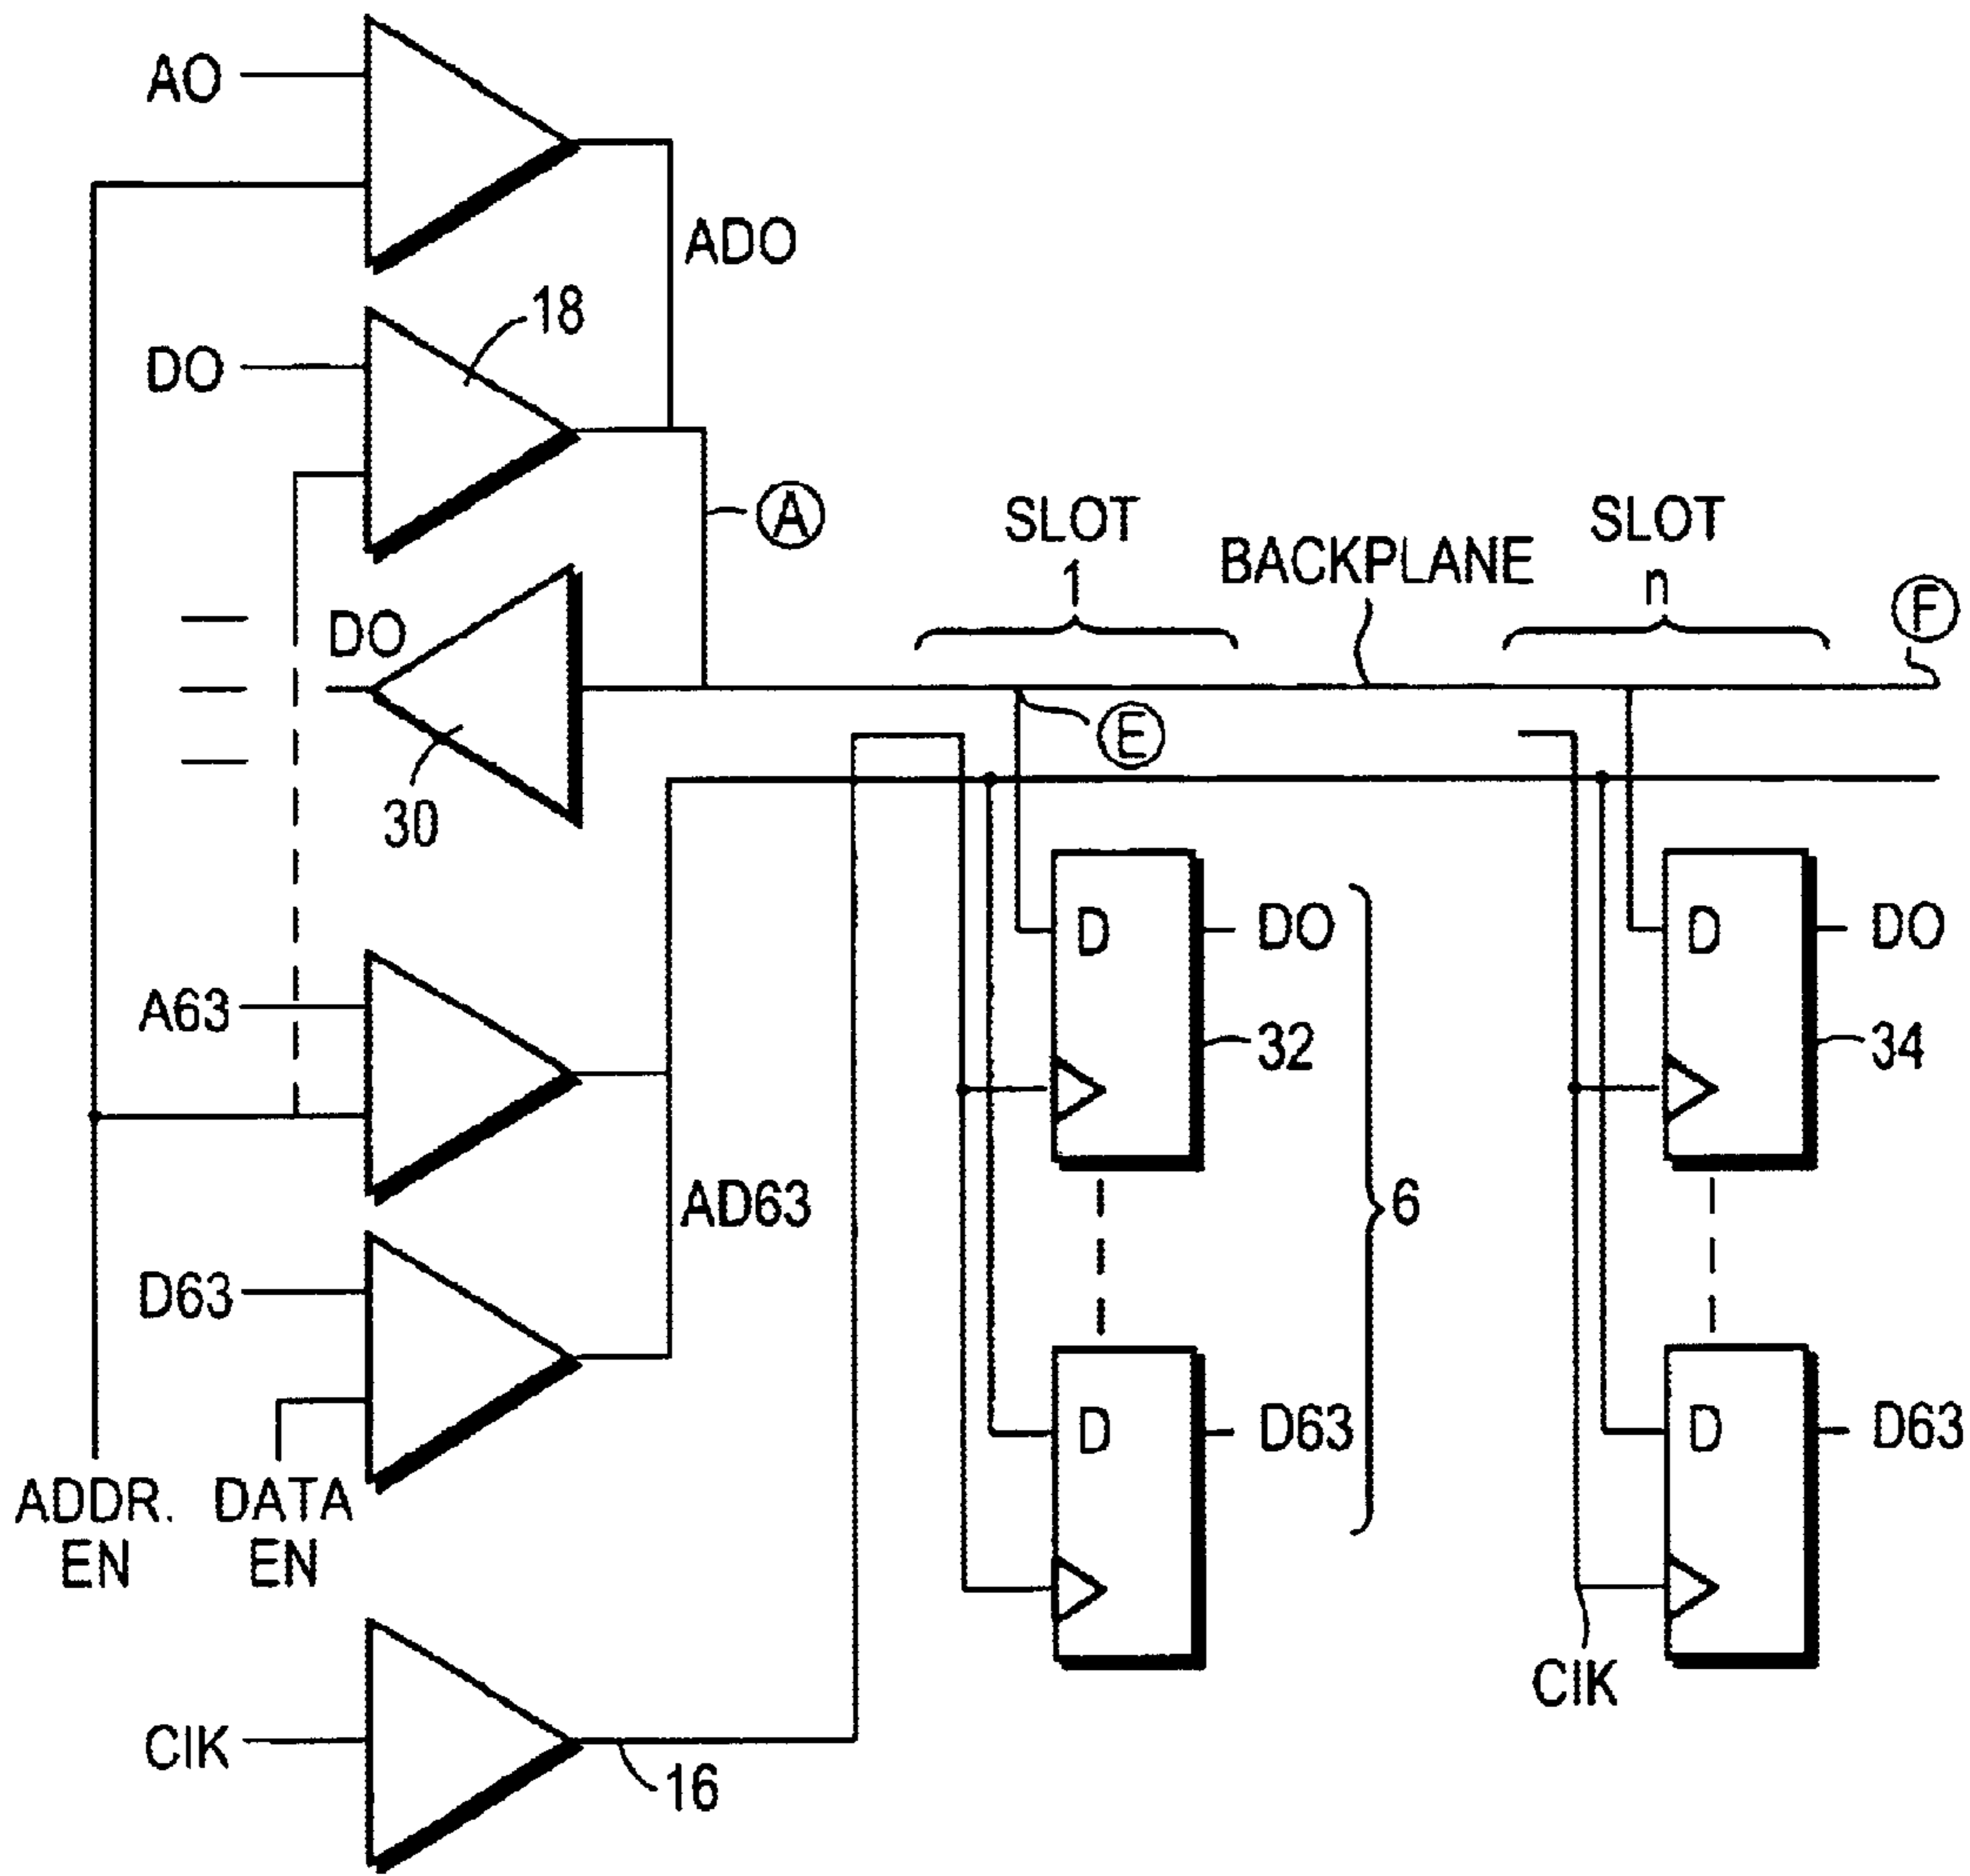 AO
ADO
18
DO
A
SLOT
1
BACKPLANE
SLOT
n
F
DO
E
30
D
DO
D
DO
A63
32
34
AD63
6
D63
D
D63
D
D63
ADDR.
EN
DATA
EN
CIK
CIK
16